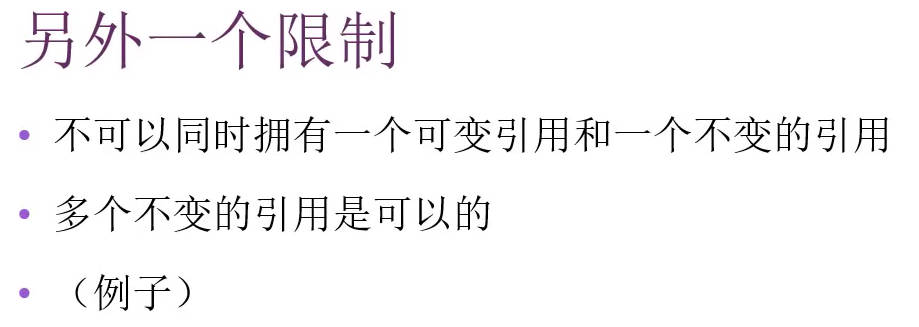 另外一个限制
• 不可以同时拥有一个可变引用和一个不变的引用
• 多个不变的引用是可以的
• （例子）